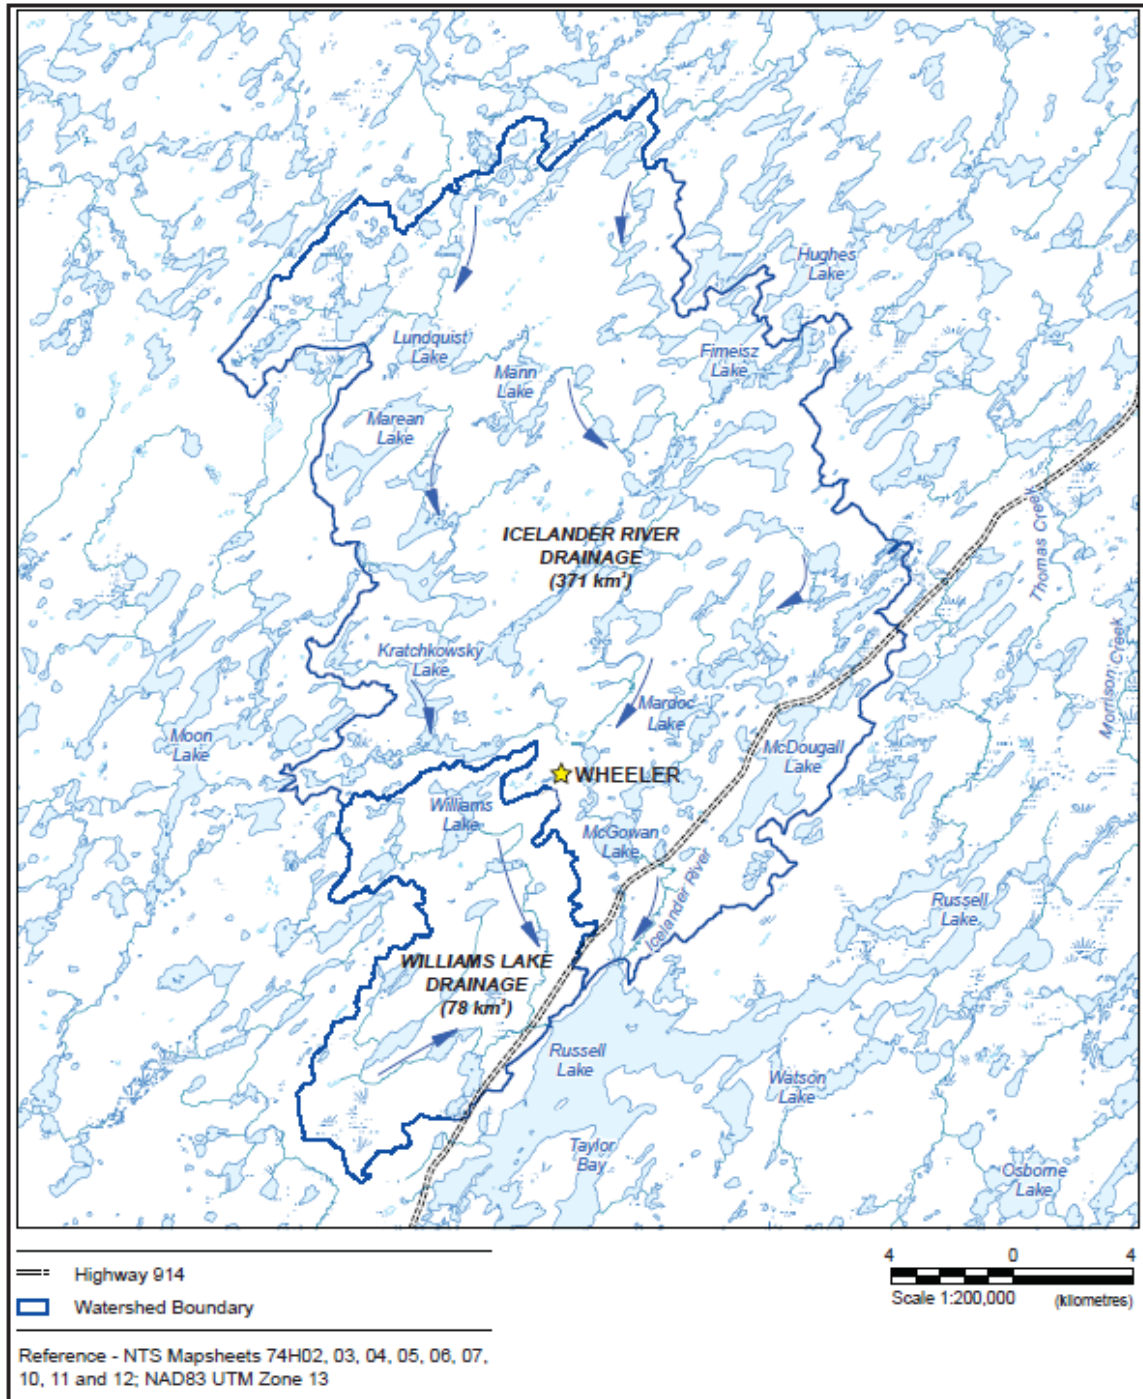 Hughes
Lake
Lundquist
Lake
Fimeisz
Lake
Mann
Lake
Marean
Lake
Thomas Creek
ICELANDER RIVER
DRAINAGE
(371 km²)
Morrison Creek
Kratchkowsky
Lake
Mardoc
Lake
Moon
Lake
McDougall
Lake
WHEELER
Williams
Lake
McGowan
Lake
Icelander River
Russell
Lake
WILLIAMS LAKE
DRAINAGE
(78 km²)
Russell
Lake
Watson
Lake
Taylor
Bay
Osborne
Lake
Highway 914
Watershed Boundary
4 0 4
Scale 1:200,000 (kilometres)
Reference - NTS Mapsheets 74H02, 03, 04, 05, 06, 07,
10, 11 and 12; NAD83 UTM Zone 13